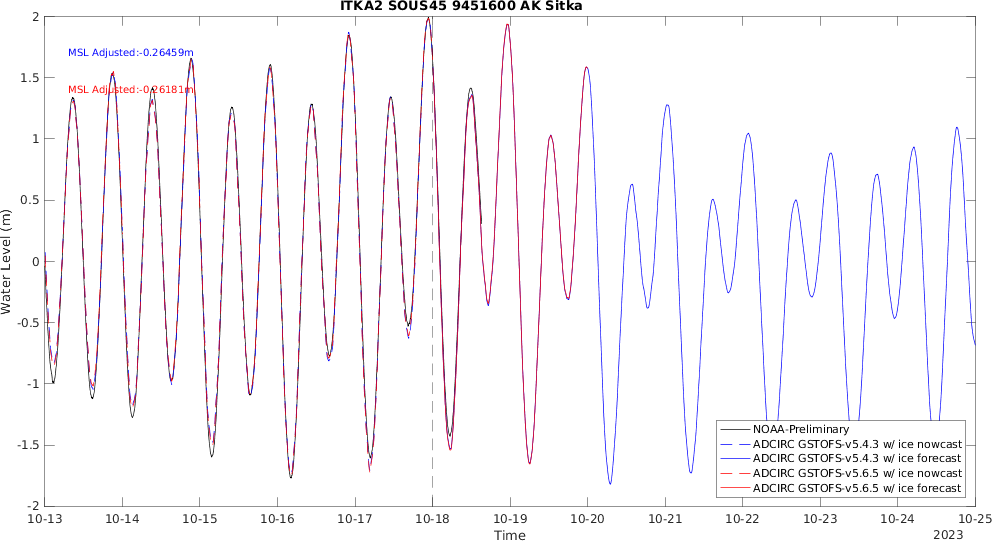 ITKA2 SOUS45 9451600 AK Sitka
MSL Adjusted:-0.26459m
MSL Adjusted:-0.26181m
Water Level (m)
2
1.5
1
0.5
0
-0.5
-1
-1.5
-2
NOAA-Preliminary
ADCIRC GSTOFS-v5.4.3 w/ ice nowcast
ADCIRC GSTOFS-v5.4.3 w/ ice forecast
ADCIRC GSTOFS-v5.6.5 w/ ice nowcast
ADCIRC GSTOFS-v5.6.5 w/ ice forecast
10-13 10-14 10-15 10-16 10-17 10-18 10-19 10-20 10-21 10-22 10-23 10-24 10-25
Time
2023